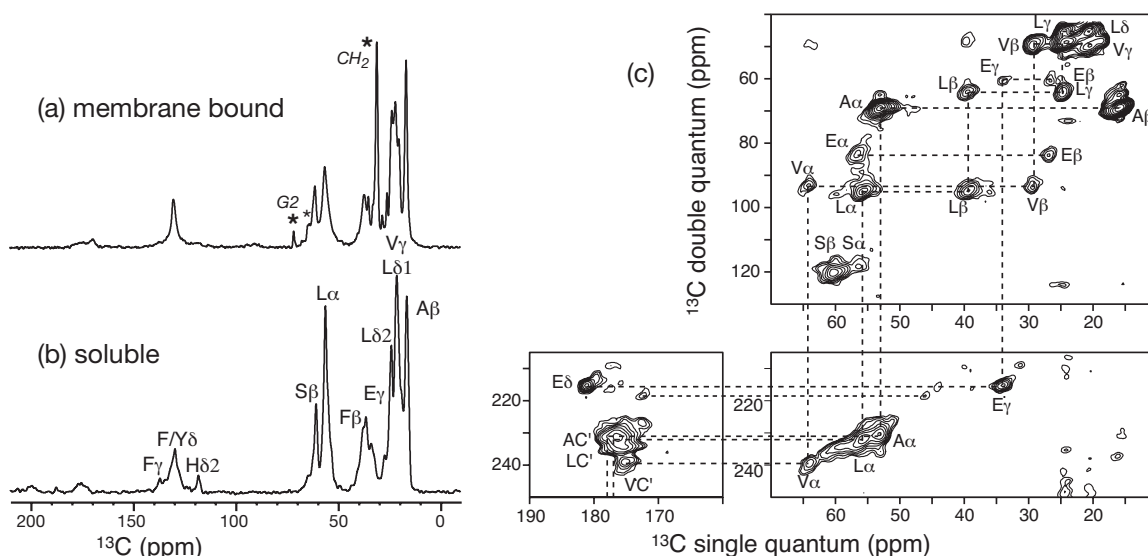 (a) membrane bound
CH₂
*
G2
*
*
Vγ
Lδ1
Lα
Aβ
(b) soluble
Lδ2
Sβ
Eγ
Fβ
F/Yδ
Fγ
Hδ2
200 150 100 50 0
¹³C (ppm)
(c)
Lγ
Lδ
Vβ
Vγ
Eγ
Eβ
Lβ
Lγ
Aα
Aβ
Eα
Eβ
Vα
Vβ
Lα
Lβ
Sβ Sα
60
80
100
120
¹³C double quantum (ppm)
60 50 40 30 20
Eδ
Eγ
AC'
Aα
LC'
Lα
VC'
Vα
220
240
190 180 170
220
240
60 50 40 30 20
¹³C single quantum (ppm)